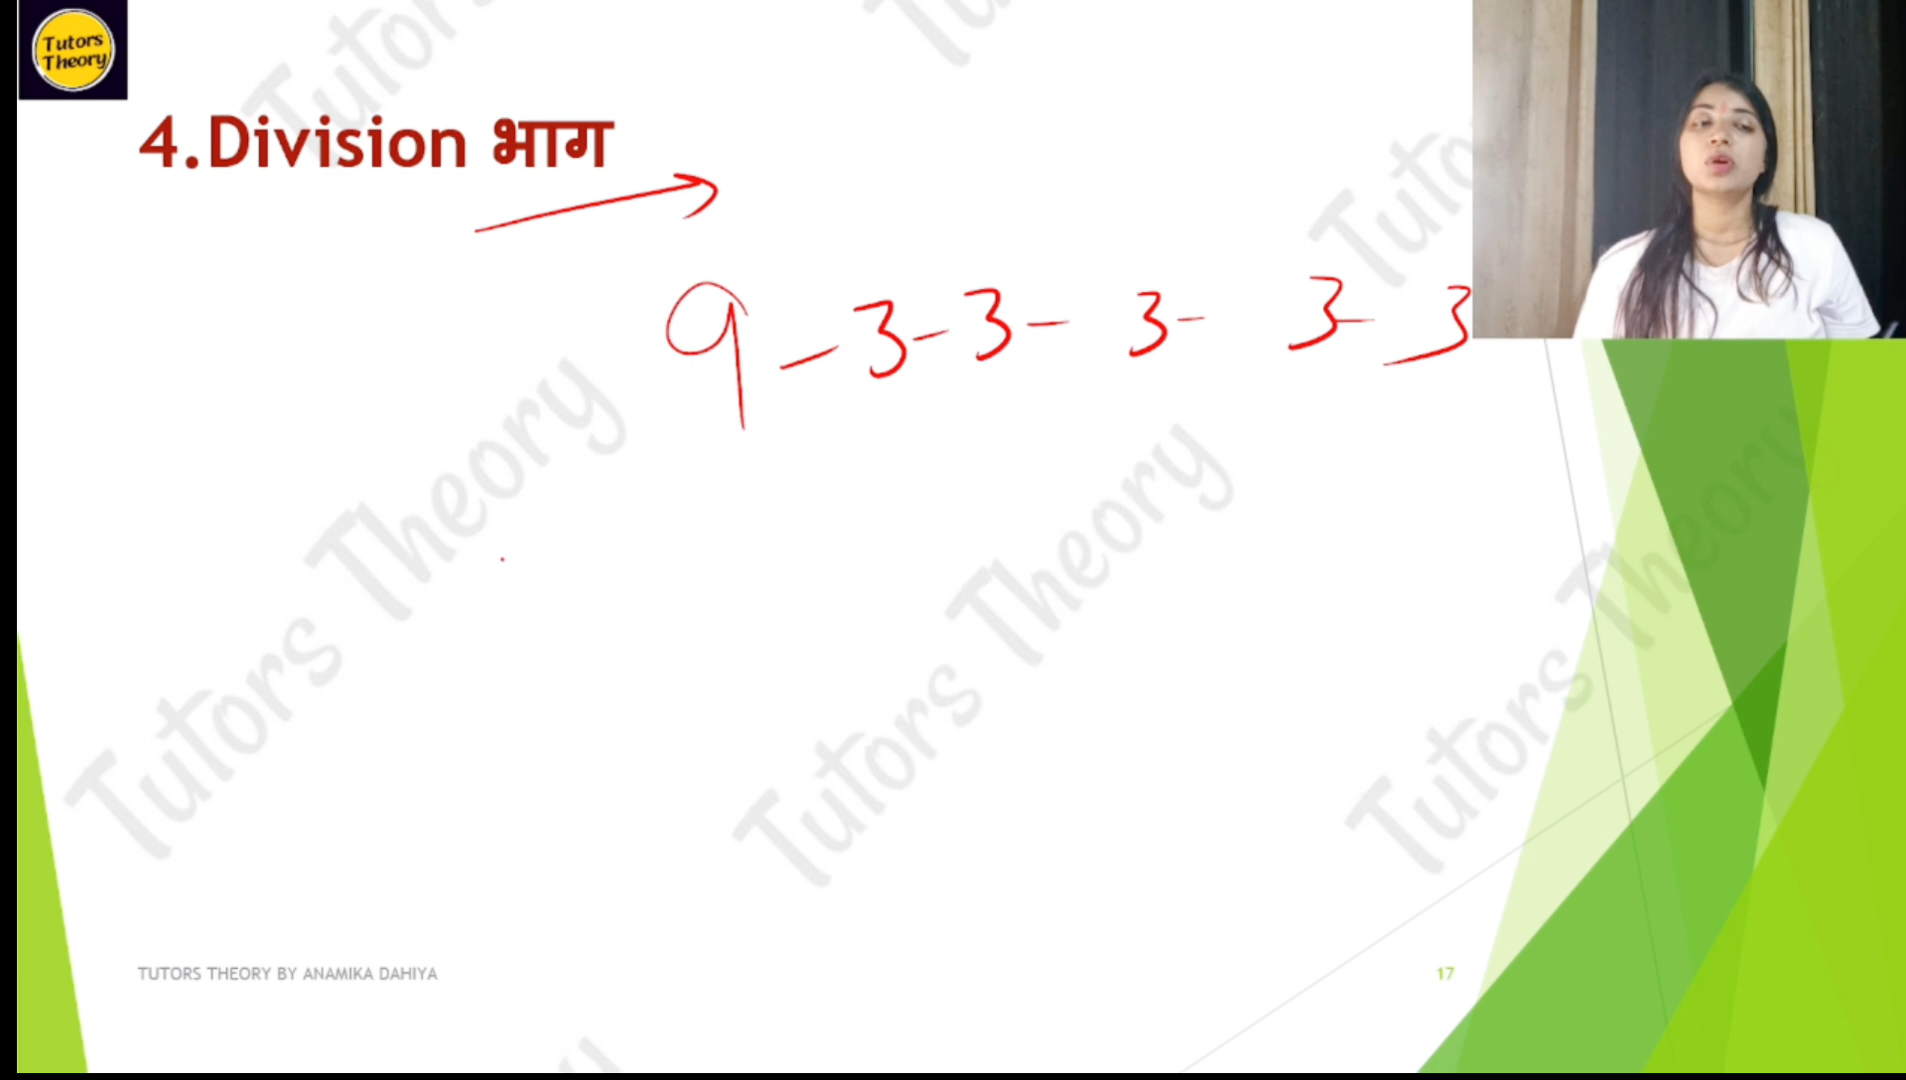 Tutors
Theory
4.Division भाग
9 - 3 - 3 - 3 - 3 - 3
Tutors Theory
Tutors Theory
Tutors Theory
TUTORS THEORY BY ANAMIKA DAHIYA
17